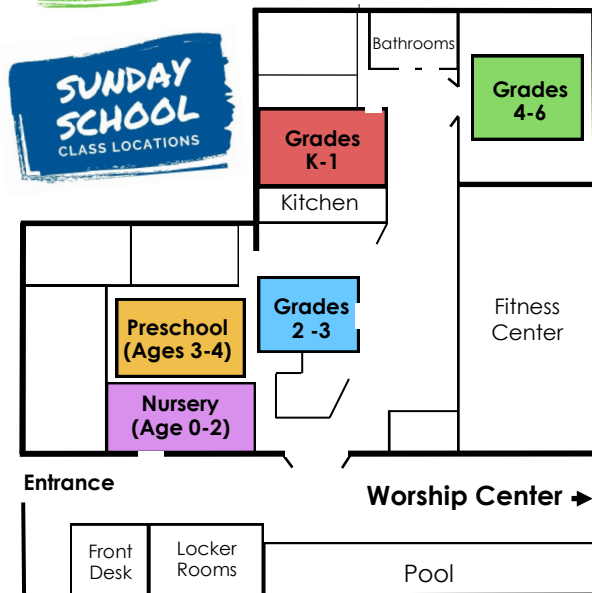 SUNDAY
SCHOOL
CLASS LOCATIONS
Bathrooms
Grades
4-6
Grades
K-1
Kitchen
Fitness
Center
Grades
2 -3
Preschool
(Ages 3-4)
Nursery
(Age 0-2)
Entrance
Worship Center
Front
Desk
Locker
Rooms
Pool